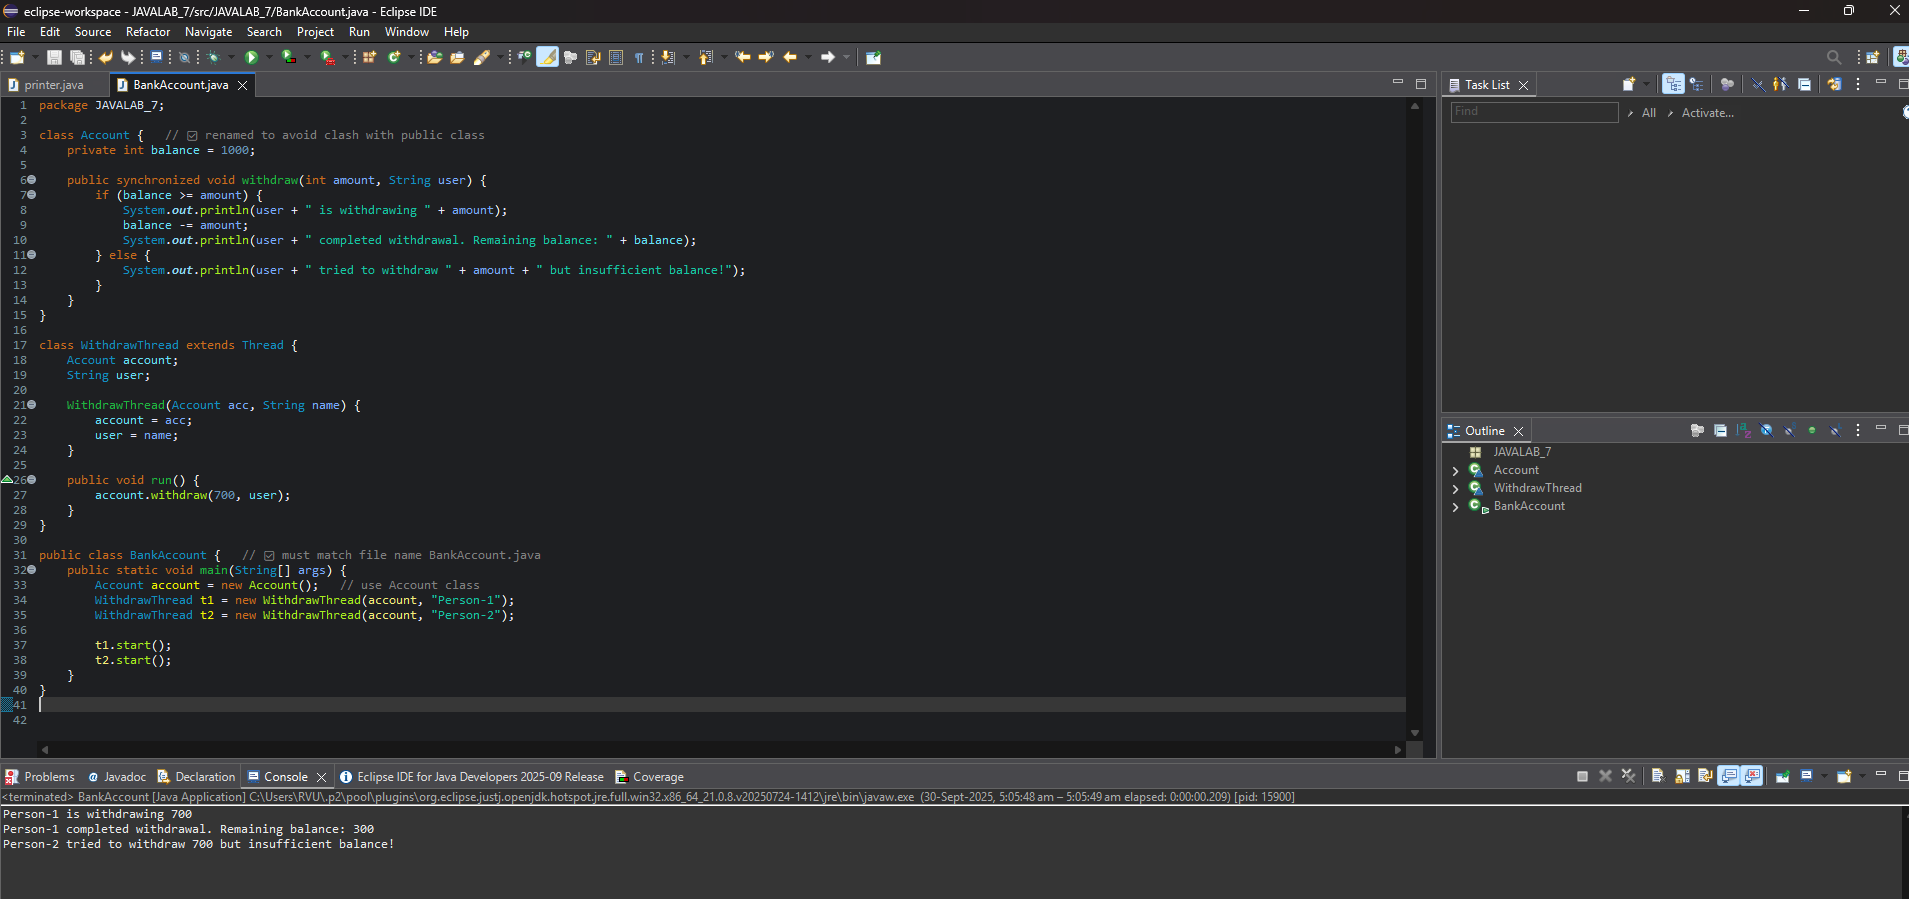 eclipse-workspace - JAVALAB_7/src/JAVALAB_7/BankAccount.java - Eclipse IDE
File Edit Source Refactor Navigate Search Project Run Window Help
printer.java BankAccount.java
1 package JAVALAB_7;
2
3 class Account { // ☑ renamed to avoid clash with public class
4 private int balance = 1000;
5
6 public synchronized void withdraw(int amount, String user) {
7 if (balance >= amount) {
8 System.out.println(user + " is withdrawing " + amount);
9 balance -= amount;
10 System.out.println(user + " completed withdrawal. Remaining balance: " + balance);
11 } else {
12 System.out.println(user + " tried to withdraw " + amount + " but insufficient balance!");
13 }
14 }
15 }
16
17 class WithdrawThread extends Thread {
18 Account account;
19 String user;
20
21 WithdrawThread(Account acc, String name) {
22 account = acc;
23 user = name;
24 }
25
26 public void run() {
27 account.withdraw(700, user);
28 }
29 }
30
31 public class BankAccount { // ☑ must match file name BankAccount.java
32 public static void main(String[] args) {
33 Account account = new Account(); // use Account class
34 WithdrawThread t1 = new WithdrawThread(account, "Person-1");
35 WithdrawThread t2 = new WithdrawThread(account, "Person-2");
36
37 t1.start();
38 t2.start();
39 }
40 }
41
42
Task List
Find All Activate...
Outline
JAVALAB_7
Account
WithdrawThread
BankAccount
Problems Javadoc Declaration Console Eclipse IDE for Java Developers 2025-09 Release Coverage
<terminated> BankAccount [Java Application] C:\Users\RVU\.p2\pool\plugins\org.eclipse.justj.openjdk.hotspot.jre.full.win32.x86_64_21.0.8.v20250724-1412\jre\bin\javaw.exe (30-Sept-2025, 5:05:48 am – 5:05:49 am elapsed: 0:00:00.209) [pid: 15900]
Person-1 is withdrawing 700
Person-1 completed withdrawal. Remaining balance: 300
Person-2 tried to withdraw 700 but insufficient balance!